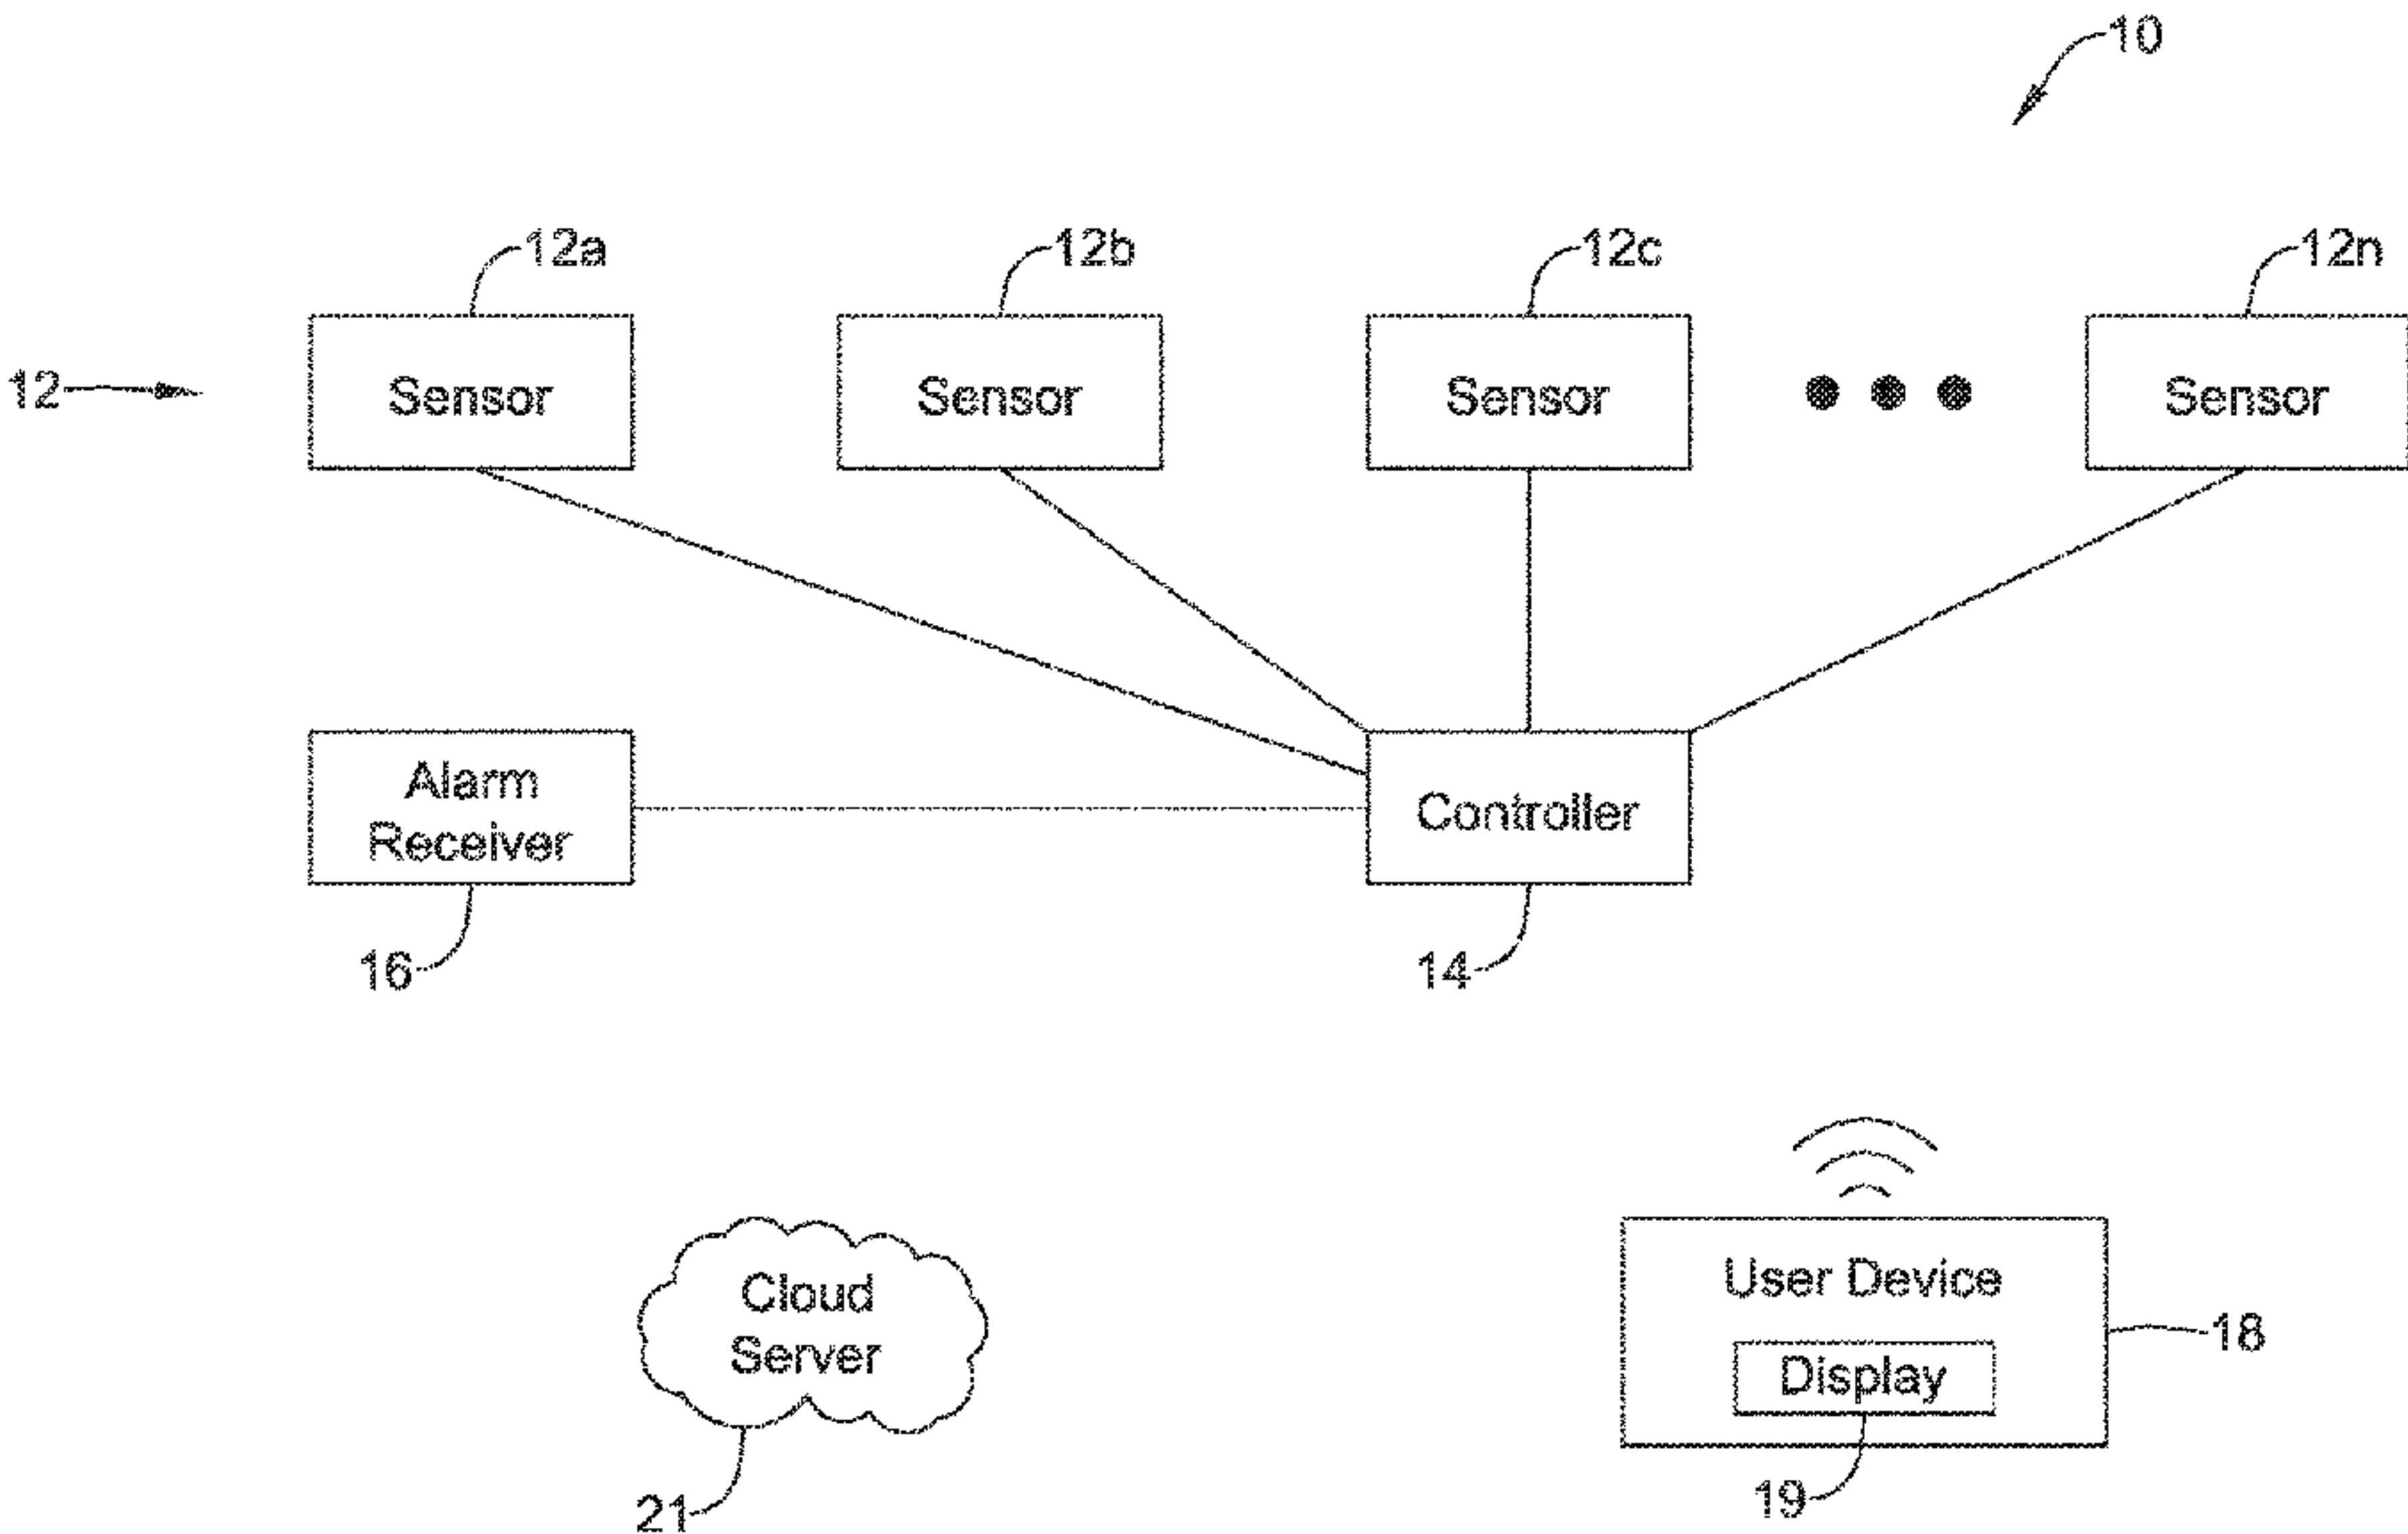 10
12a
12b
12c
12n
12
Sensor
Sensor
Sensor
Sensor
Alarm
Receiver
Controller
16
14
Cloud
Server
User Device
18
Display
21
19